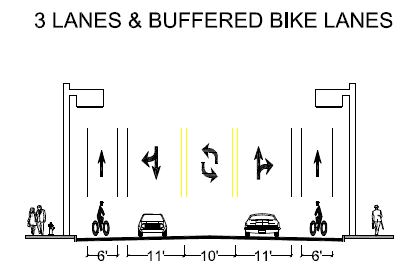 3 LANES & BUFFERED BIKE LANES
6' 11' 10' 11' 6'